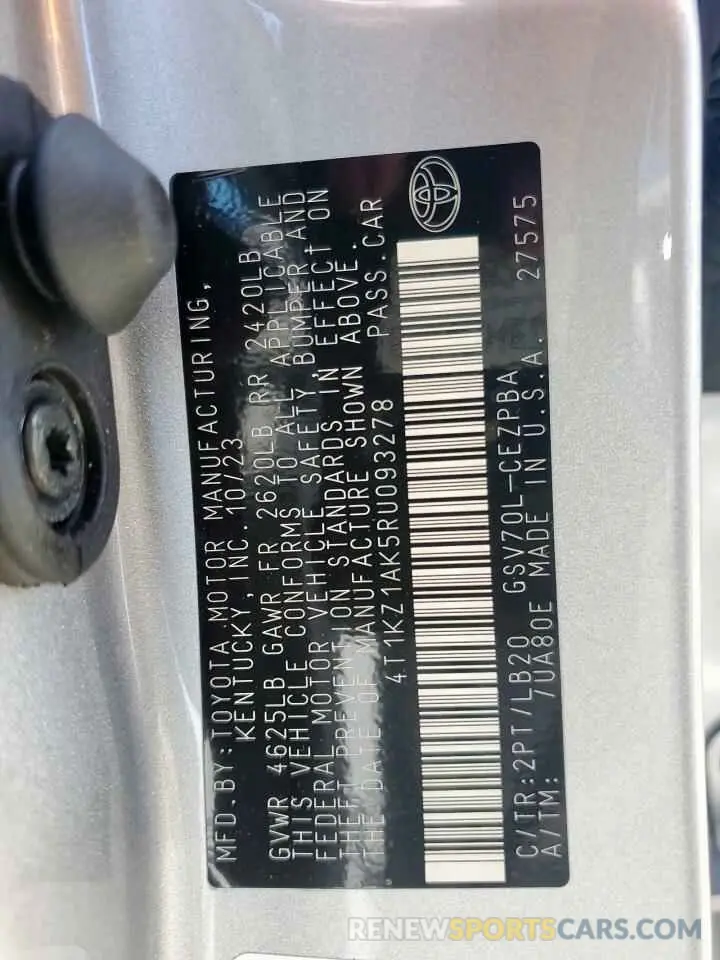 MFD.BY:TOYOTA MOTOR MANUFACTURING,
KENTUCKY,INC. 10/23
GVWR 4625LB GAWR FR 2620LB RR 2420LB
THIS VEHICLE CONFORMS TO ALL APPLICABLE
FEDERAL MOTOR VEHICLE SAFETY, BUMPER AND
THEFT PREVENTION STANDARDS IN EFFECT ON
THE DATE OF MANUFACTURE SHOWN ABOVE.
4T1KZ1AK5RU093278 PASS.CAR
C/TR:2PT/LB20 GSV70L-CEZPBA 27575
A/TM: 7UA80E MADE IN U.S.A.
RENEWSPORTSCARS.COM